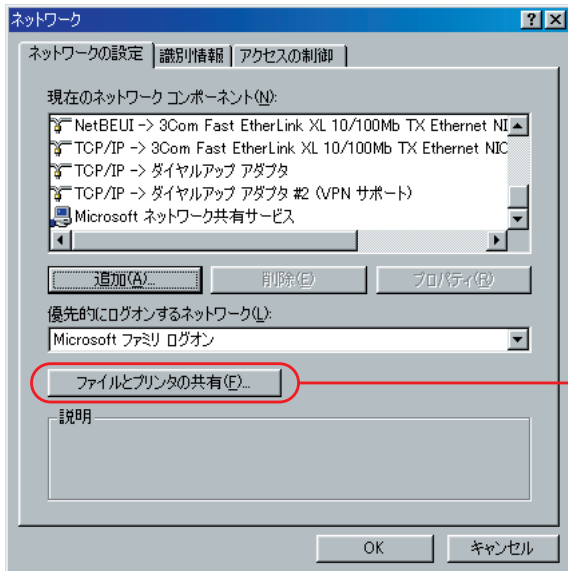 ネットワーク
ネットワークの設定 識別情報 アクセスの制御
現在のネットワーク コンポーネント(N):
NetBEUI -> 3Com Fast EtherLink XL 10/100Mb TX Ethernet NI
TCP/IP -> 3Com Fast EtherLink XL 10/100Mb TX Ethernet NIC
TCP/IP -> ダイヤルアップ アダプタ
TCP/IP -> ダイヤルアップ アダプタ #2 (VPN サポート)
Microsoft ネットワーク共有サービス
追加(A)... 削除(E) プロパティ(R)
優先的にログオンするネットワーク(L):
Microsoft ファミリ ログオン
ファイルとプリンタの共有(F)...
説明
OK キャンセル